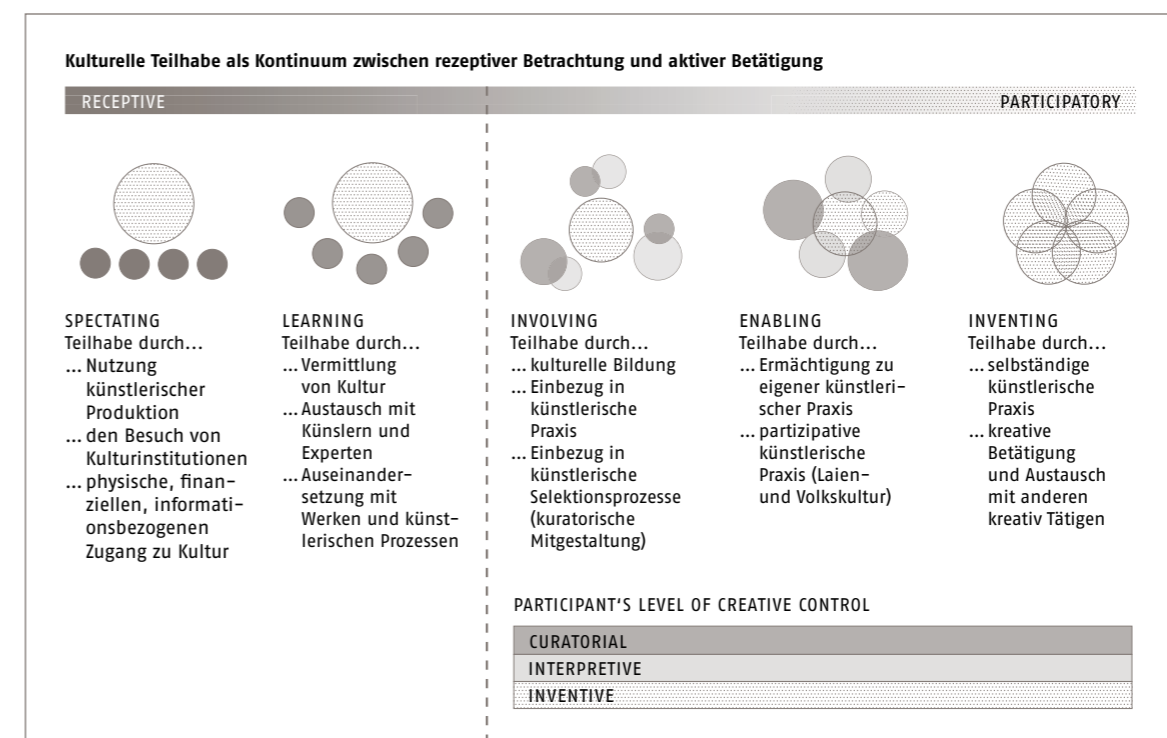 Kulturelle Teilhabe als Kontinuum zwischen rezeptiver Betrachtung und aktiver Betätigung
RECEPTIVE
PARTICIPATORY
SPECTATING
Teilhabe durch...
... Nutzung
künstlerischer
Produktion
... den Besuch von
Kulturinstitutionen
... physische, finan-
ziellen, informati-
onsbezogenen
Zugang zu Kultur
LEARNING
Teilhabe durch...
... Vermittlung
von Kultur
... Austausch mit
Künslern und
Experten
... Auseinander-
setzung mit
Werken und künst-
lerischen Prozessen
INVOLVING
Teilhabe durch...
... kulturelle Bildung
... Einbezug in
künstlerische
Praxis
... Einbezug in
künstlerische
Selektionsprozesse
(kuratorische
Mitgestaltung)
ENABLING
Teilhabe durch...
... Ermächtigung zu
eigener künstleri-
scher Praxis
... partizipative
künstlerische
Praxis (Laien-
und Volkskultur)
INVENTING
Teilhabe durch...
... selbständige
künstlerische
Praxis
... kreative
Betätigung
und Austausch
mit anderen
kreativ Tätigen
PARTICIPANT'S LEVEL OF CREATIVE CONTROL
CURATORIAL
INTERPRETIVE
INVENTIVE